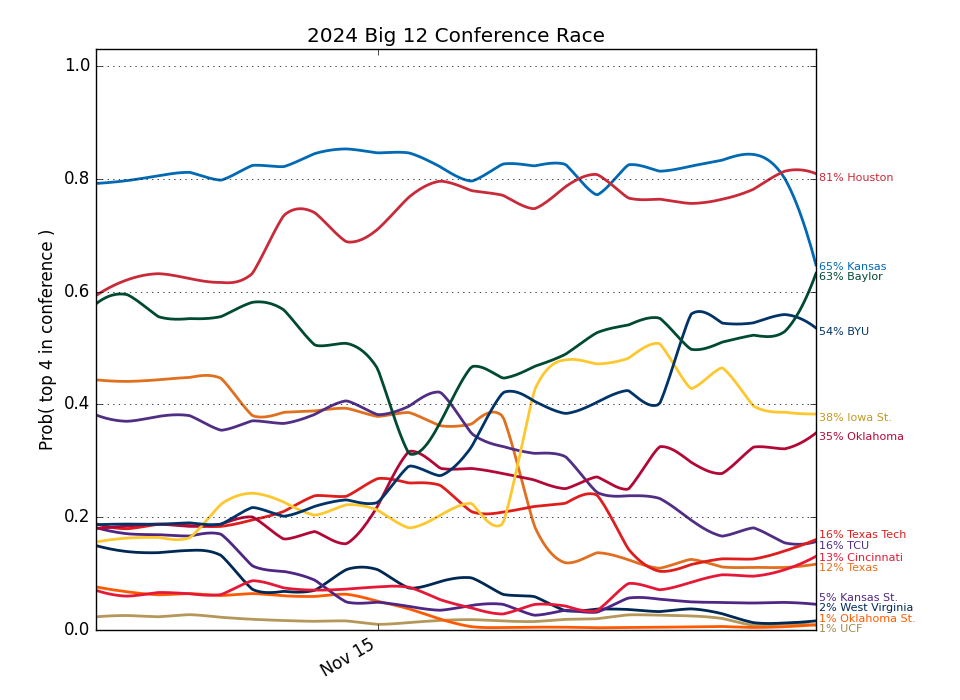 2024 Big 12 Conference Race
Prob( top 4 in conference )
1.0
0.8
0.6
0.4
0.2
0.0
Nov 15
81% Houston
65% Kansas
63% Baylor
54% BYU
38% Iowa St.
35% Oklahoma
16% Texas Tech
16% TCU
13% Cincinnati
12% Texas
5% Kansas St.
2% West Virginia
1% Oklahoma St.
1% UCF